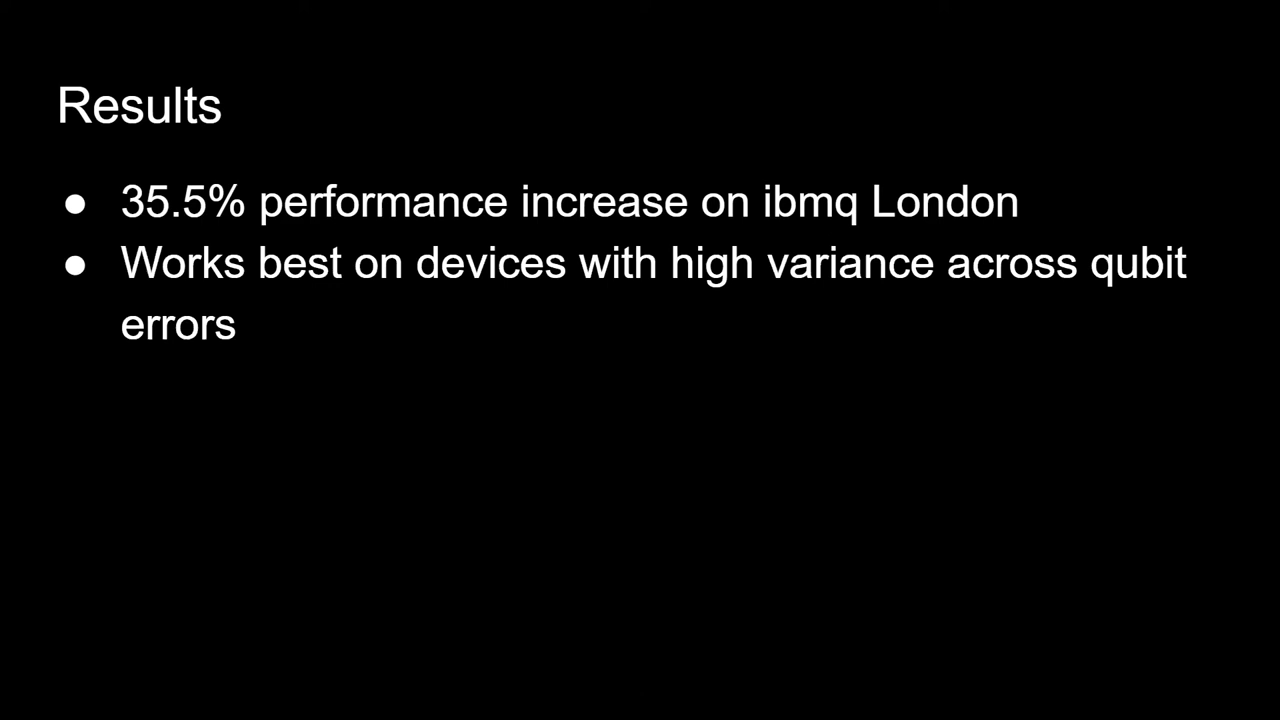 Results
● 35.5% performance increase on ibmq London
● Works best on devices with high variance across qubit
errors